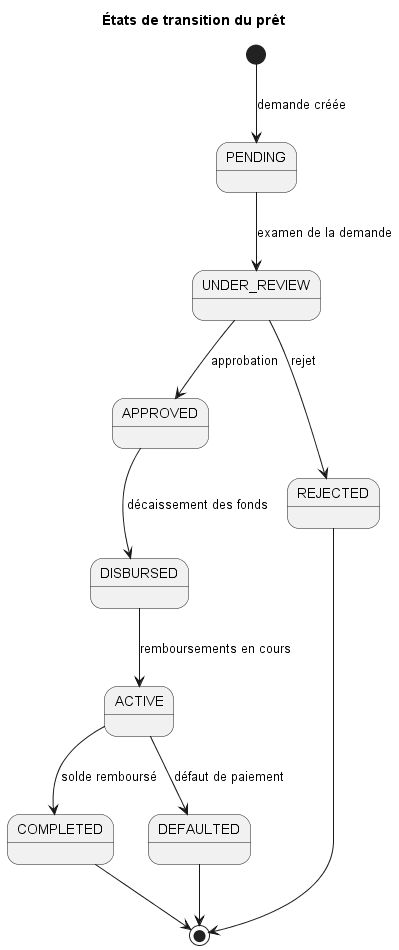 États de transition du prêt
demande créée
PENDING
examen de la demande
UNDER_REVIEW
approbation
rejet
APPROVED
REJECTED
décaissement des fonds
DISBURSED
remboursements en cours
ACTIVE
solde remboursé
défaut de paiement
COMPLETED
DEFAULTED